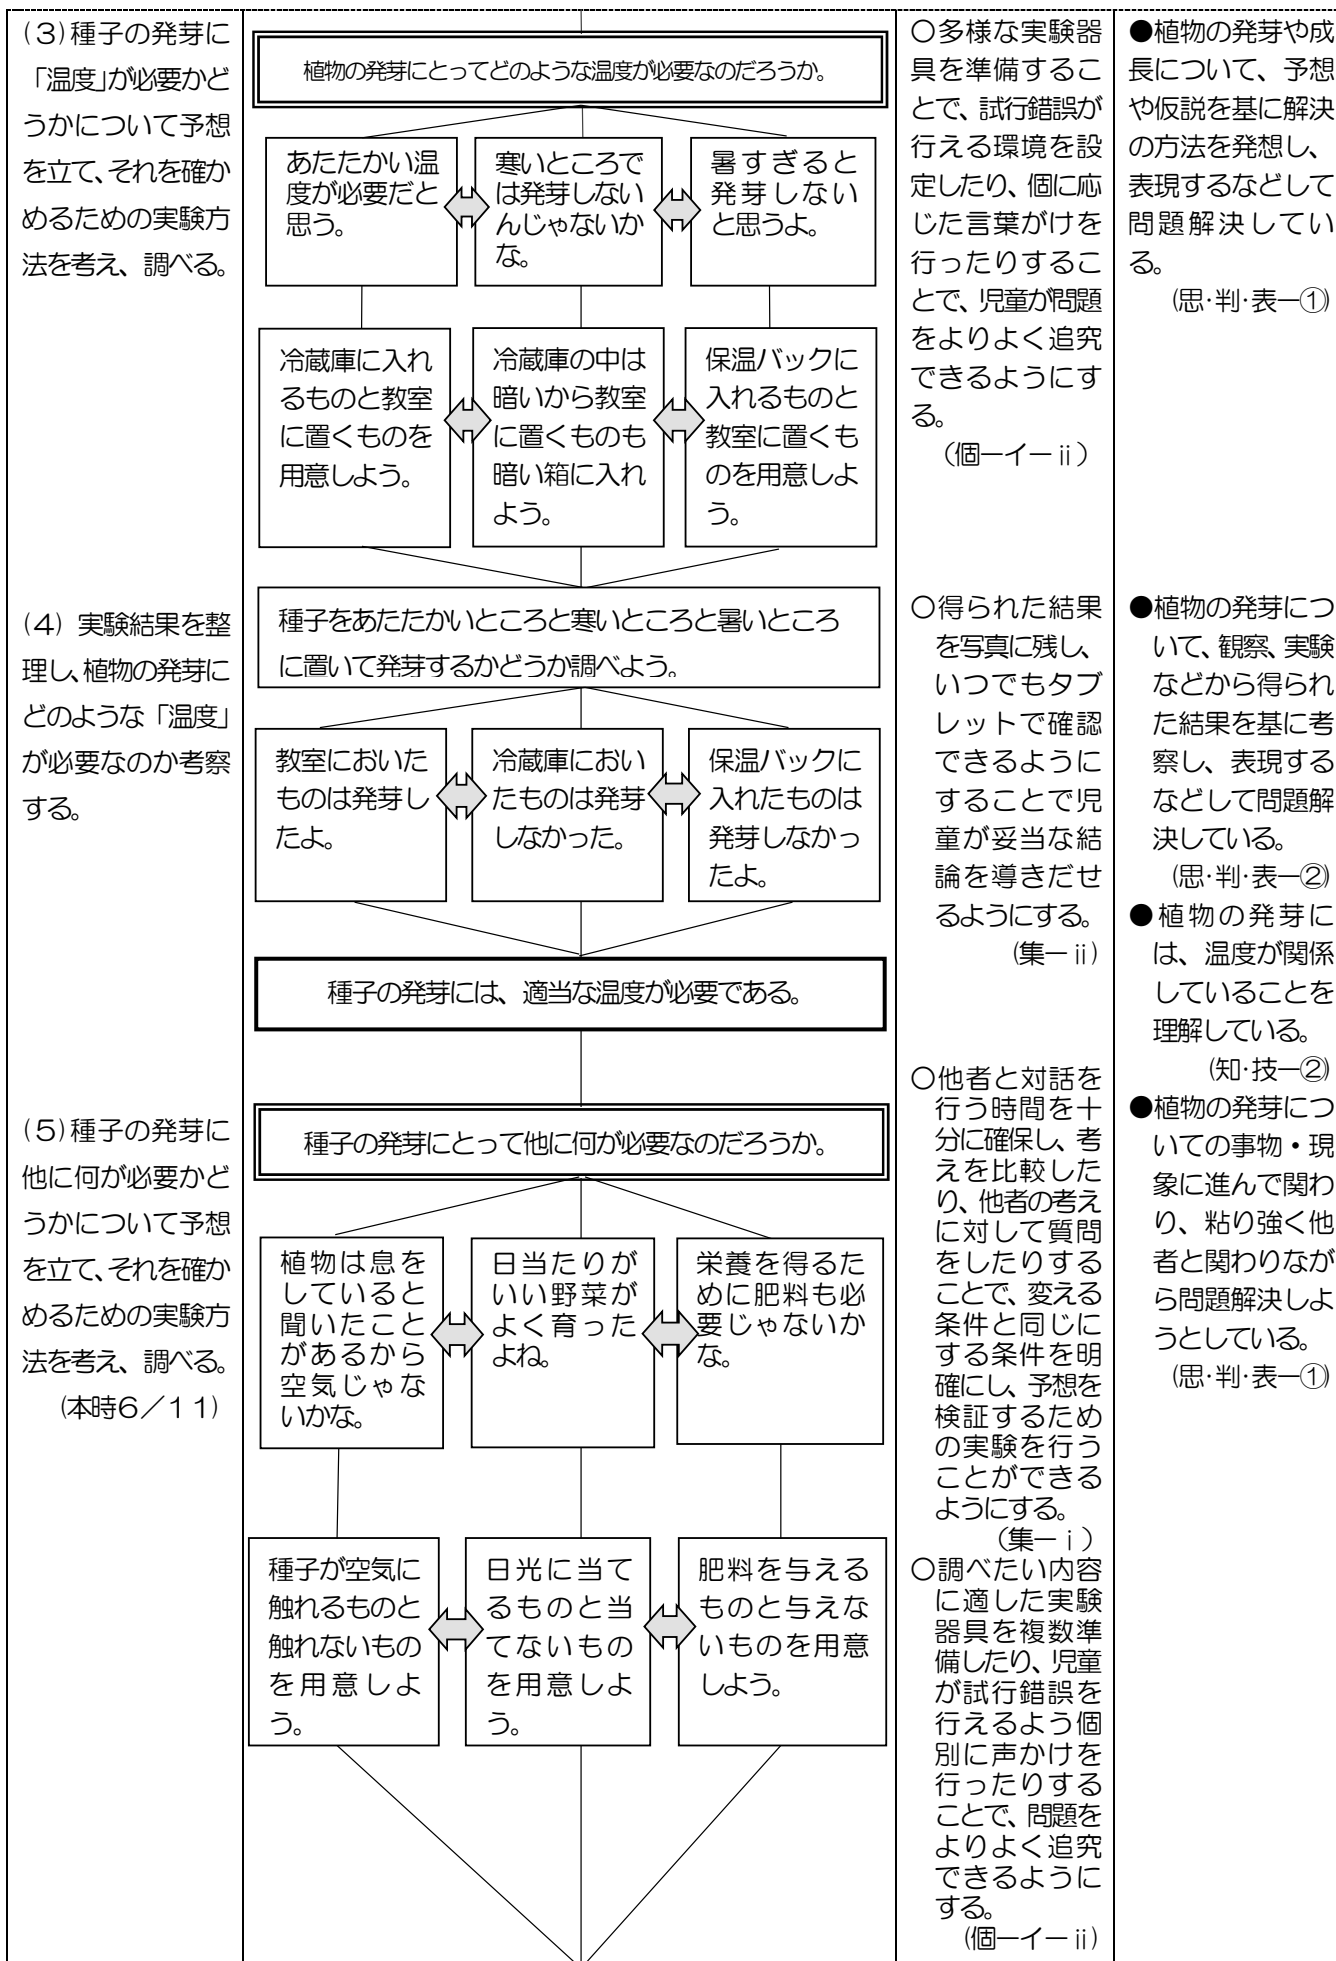 (3)種子の発芽に
「温度」が必要かど
うかについて予想
を立て、それを確か
めるための実験方
法を考え、調べる。
植物の発芽にとってどのような温度が必要なのだろうか。
あたたかい温
度が必要だと
思う。
寒いところで
は発芽しない
んじゃないか
な。
暑すぎると
発芽しない
と思うよ。
冷蔵庫に入れ
るものと教室
に置くものを
用意しよう。
冷蔵庫の中は
暗いから教室
に置くものも
暗い箱に入れ
よう。
保温バックに
入れるものと
教室に置くも
のを用意しよ
う。
〇多様な実験器
具を準備するこ
とで、試行錯誤が
行える環境を設
定したり、個に応
じた言葉がけを
行ったりするこ
とで、児童が問題
をよりよく追究
できるようにす
る。
(個ーイーⅱ)
●植物の発芽や成
長について、予想
や仮説を基に解決
の方法を発想し、
表現するなどして
問題解決してい
る。
(思・判・表ー①)
(4) 実験結果を整
理し、植物の発芽に
どのような「温度」
が必要なのか考察
する。
種子をあたたかいところと寒いところと暑いところ
に置いて発芽するかどうか調べよう。
教室においた
ものは発芽し
たよ。
冷蔵庫におい
たものは発芽
しなかった。
保温バックに
入れたものは
発芽しなかっ
たよ。
種子の発芽には、適当な温度が必要である。
〇得られた結果
を写真に残し、
いつでもタブ
レットで確認
できるように
することで児
童が妥当な結
論を導きだせ
るようにする。
(集ーⅱ)
●植物の発芽につ
いて、観察、実験
などから得られ
た結果を基に考
察し、表現する
などして問題解
決している。
(思・判・表ー②)
●植物の発芽に
は、温度が関係
していることを
理解している。
(知・技ー②)
(5)種子の発芽に
他に何が必要かど
うかについて予想
を立て、それを確か
めるための実験方
法を考え、調べる。
(本時6/11)
種子の発芽にとって他に何が必要なのだろうか。
植物は息を
していると
聞いたこと
があるから
空気じゃな
いかな。
日当たりが
いい野菜が
よく育った
よね。
栄養を得るた
めに肥料も必
要じゃないか
な。
種子が空気に
触れるものと
触れないもの
を用意しよ
う。
日光に当て
るものと当
てないもの
を用意しよ
う。
肥料を与える
ものと与えな
いものを用意
しよう。
〇他者と対話を
行う時間を十
分に確保し、考
えを比較した
り、他者の考え
に対して質問
をしたりする
ことで、変える
条件と同じに
する条件を明
確にし、予想を
検証するため
の実験を行う
ことができる
ようにする。
(集ーⅰ)
〇調べたい内容
に適した実験
器具を複数準
備したり、児童
が試行錯誤を
行えるよう個
別に声かけを
行ったりする
ことで、問題を
よりよく追究
できるように
する。
(個ーイーⅱ)
●植物の発芽につ
いての事物・現
象に進んで関わ
り、粘り強く他
者と関わりなが
ら問題解決しよ
うとしている。
(思・判・表ー①)